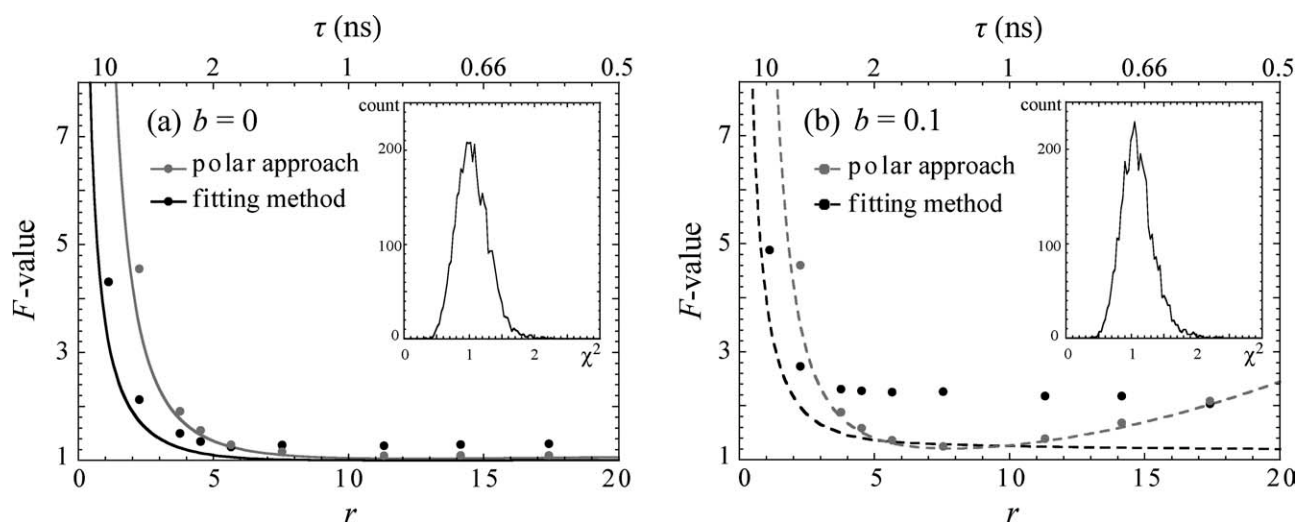 τ (ns)
10 2 1 0.66 0.5
(a) b = 0
polar approach
fitting method
count
200
100
0
0 1 2 χ²
F-value
7
5
3
1
0 5 10 15 20
r
τ (ns)
10 2 1 0.66 0.5
(b) b = 0.1
polar approach
fitting method
count
200
100
0
0 1 2 χ²
F-value
7
5
3
1
0 5 10 15 20
r